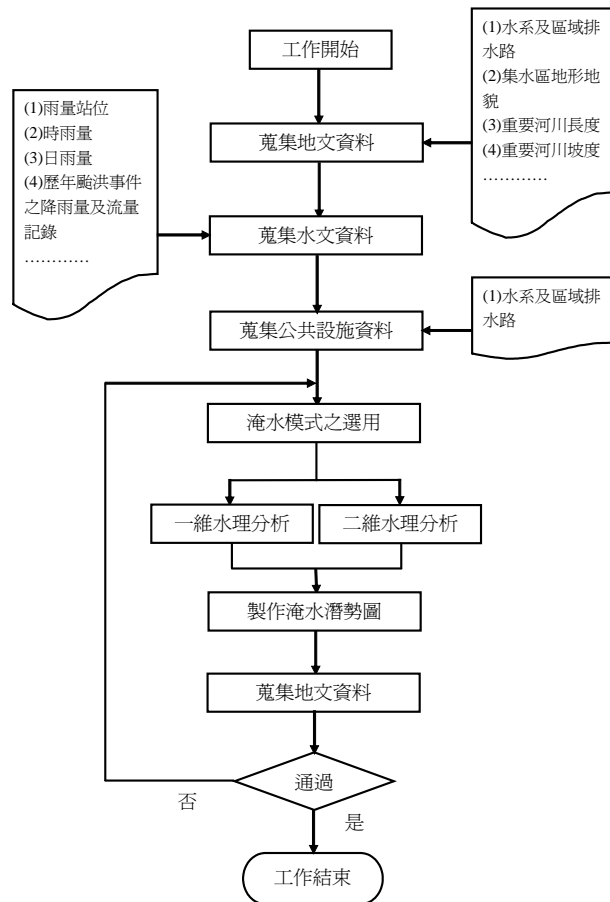 工作開始
(1)水系及區域排
水路
(2)集水區地形地
貌
(3)重要河川長度
(4)重要河川坡度
…………
(1)雨量站位
(2)時雨量
(3)日雨量
(4)歷年颱洪事件
之降雨量及流量
記錄
…………
蒐集地文資料
蒐集水文資料
(1)水系及區域排
水路
蒐集公共設施資料
淹水模式之選用
一維水理分析
二維水理分析
製作淹水潛勢圖
蒐集地文資料
通過
否
是
工作結束